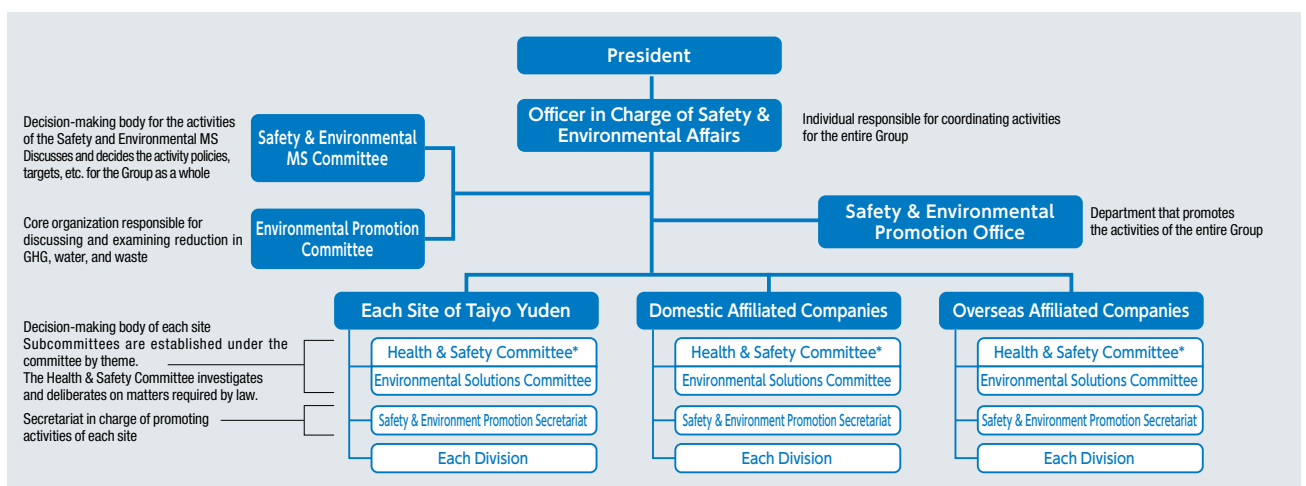 President
Officer in Charge of Safety &
Environmental Affairs
Individual responsible for coordinating activities
for the entire Group
Decision-making body for the activities
of the Safety and Environmental MS
Discusses and decides the activity policies,
targets, etc. for the Group as a whole
Safety & Environmental
MS Committee
Core organization responsible for
discussing and examining reduction in
GHG, water, and waste
Environmental Promotion
Committee
Safety & Environmental
Promotion Office
Department that promotes
the activities of the entire Group
Decision-making body of each site
Subcommittees are established under the
committee by theme.
The Health & Safety Committee investigates
and deliberates on matters required by law.
Secretariat in charge of promoting
activities of each site
Each Site of Taiyo Yuden
Health & Safety Committee*
Environmental Solutions Committee
Safety & Environment Promotion Secretariat
Each Division
Domestic Affiliated Companies
Health & Safety Committee*
Environmental Solutions Committee
Safety & Environment Promotion Secretariat
Each Division
Overseas Affiliated Companies
Health & Safety Committee*
Environmental Solutions Committee
Safety & Environment Promotion Secretariat
Each Division